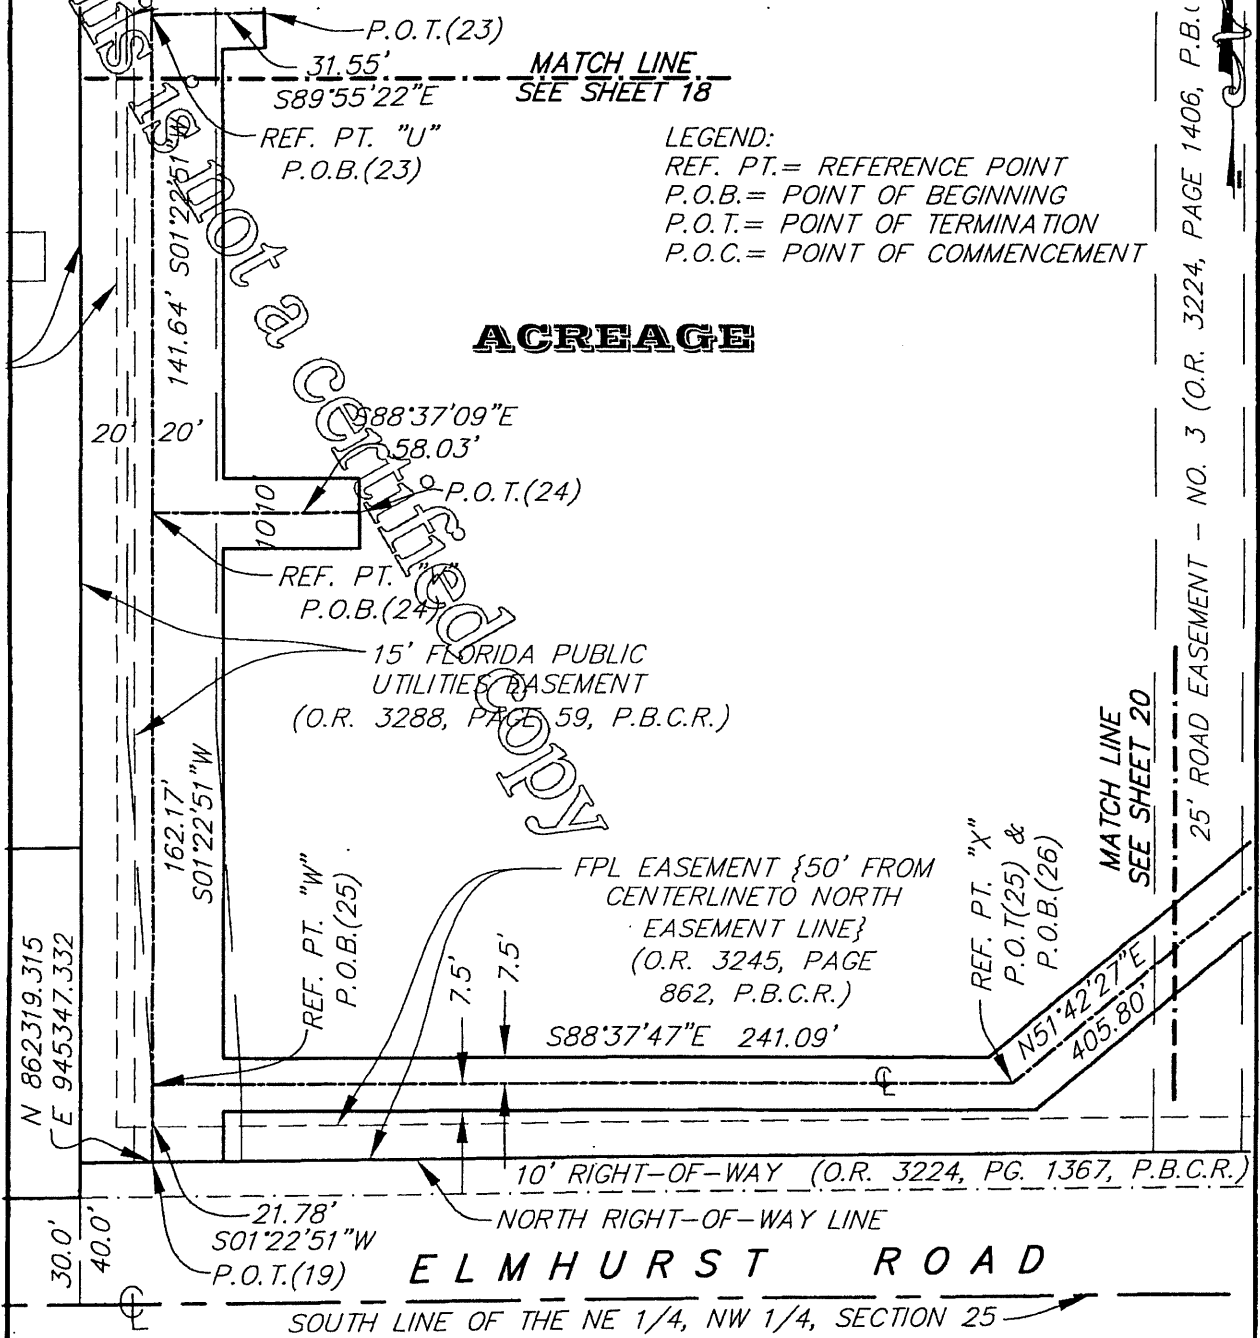 P.O.T.(23)
31.55'
S89°55'22"E
MATCH LINE
SEE SHEET 18
REF. PT. "U"
P.O.B.(23)
LEGEND:
REF. PT.= REFERENCE POINT
P.O.B.= POINT OF BEGINNING
P.O.T.= POINT OF TERMINATION
P.O.C.= POINT OF COMMENCEMENT
141.64' S01°22'51"W
This is not a certified copy
ACREAGE
20' 20'
S88°37'09"E
58.03'
P.O.T.(24)
10' 10'
REF. PT. "V"
P.O.B.(24)
15' FLORIDA PUBLIC
UTILITIES EASEMENT
(O.R. 3288, PAGE 59, P.B.C.R.)
162.17'
S01°22'51"W
25' ROAD EASEMENT - NO. 3 (O.R. 3224, PAGE 1406, P.B.C
MATCH LINE
SEE SHEET 20
REF. PT. "W"
P.O.B.(25)
FPL EASEMENT {50' FROM
CENTERLINETO NORTH
EASEMENT LINE}
(O.R. 3245, PAGE
862, P.B.C.R.)
7.5'
7.5'
REF. PT. "X"
P.O.T(25) &
P.O.B.(26)
S88°37'47"E 241.09'
N51°42'27"E
405.80'
N 862319.315
E 945347.332
℄
10' RIGHT-OF-WAY (O.R. 3224, PG. 1367, P.B.C.R.)
21.78'
S01°22'51"W
P.O.T.(19)
NORTH RIGHT-OF-WAY LINE
30.0'
40.0'
ELMHURST ROAD
℄
SOUTH LINE OF THE NE 1/4, NW 1/4, SECTION 25